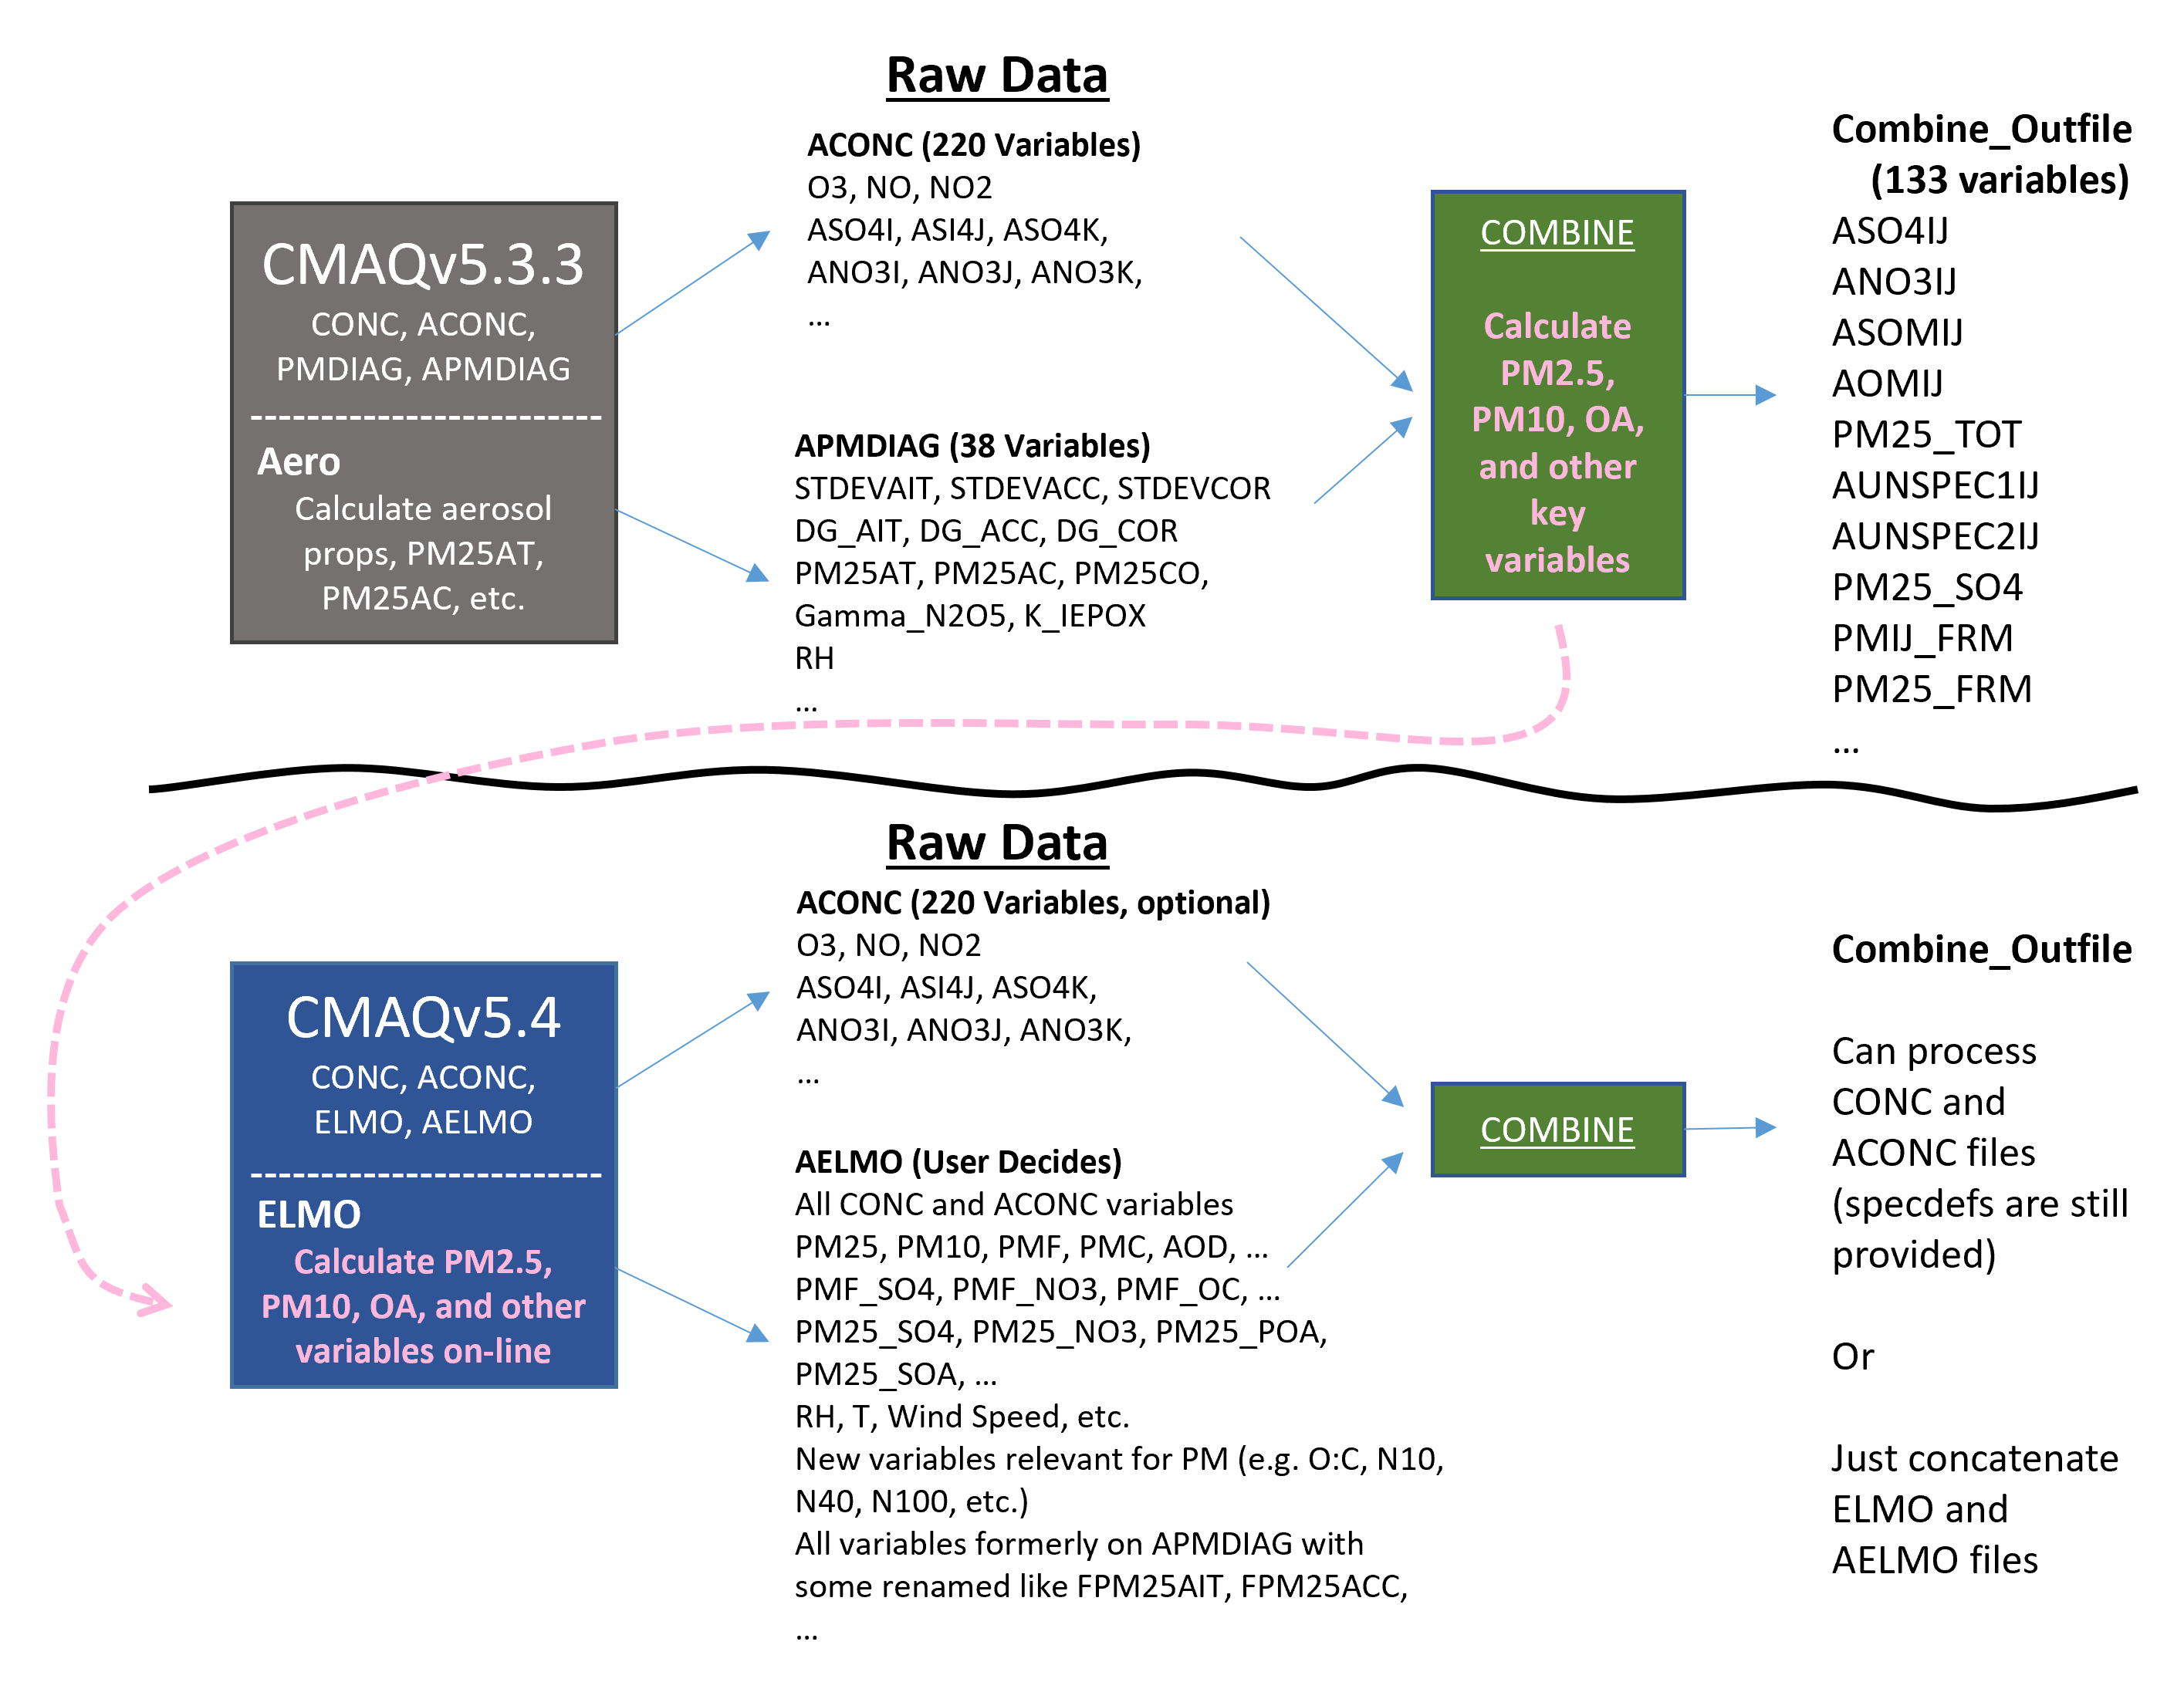 Raw Data
CMAQv5.3.3
CONC, ACONC,
PMDIAG, APMDIAG
Aero
Calculate aerosol
props, PM25AT,
PM25AC, etc.
ACONC (220 Variables)
O3, NO, NO2
ASO4I, ASI4J, ASO4K,
ANO3I, ANO3J, ANO3K,
...
APMDIAG (38 Variables)
STDEVAIT, STDEVACC, STDEVCOR
DG_AIT, DG_ACC, DG_COR
PM25AT, PM25AC, PM25CO,
Gamma_N2O5, K_IEPOX
RH
...
COMBINE
Calculate
PM2.5,
PM10, OA,
and other
key
variables
Combine_Outfile
(133 variables)
ASO4IJ
ANO3IJ
ASOMIJ
AOMIJ
PM25_TOT
AUNSPEC1IJ
AUNSPEC2IJ
PM25_SO4
PMIJ_FRM
PM25_FRM
...
Raw Data
CMAQv5.4
CONC, ACONC,
ELMO, AELMO
ELMO
Calculate PM2.5,
PM10, OA, and other
variables on-line
ACONC (220 Variables, optional)
O3, NO, NO2
ASO4I, ASI4J, ASO4K,
ANO3I, ANO3J, ANO3K,
...
AELMO (User Decides)
All CONC and ACONC variables
PM25, PM10, PMF, PMC, AOD, ...
PMF_SO4, PMF_NO3, PMF_OC, ...
PM25_SO4, PM25_NO3, PM25_POA,
PM25_SOA, ...
RH, T, Wind Speed, etc.
New variables relevant for PM (e.g. O:C, N10,
N40, N100, etc.)
All variables formerly on APMDIAG with
some renamed like FPM25AIT, FPM25ACC,
...
COMBINE
Combine_Outfile
Can process
CONC and
ACONC files
(specdefs are still
provided)
Or
Just concatenate
ELMO and
AELMO files